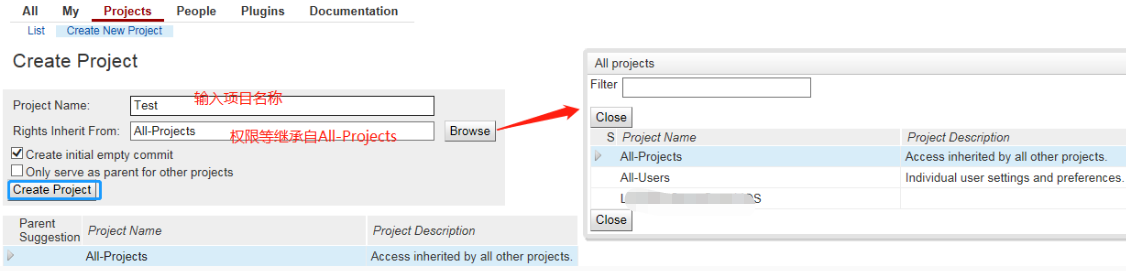 All My Projects People Plugins Documentation
List Create New Project
Create Project
Project Name: Test 输入项目名称
Rights Inherit From: All-Projects 权限等继承自All-Projects Browse
Create initial empty commit
Only serve as parent for other projects
Create Project
Parent Suggestion Project Name Project Description
All-Projects Access inherited by all other projects.
All projects
Filter
Close
S Project Name Project Description
All-Projects Access inherited by all other projects.
All-Users Individual user settings and preferences.
Close